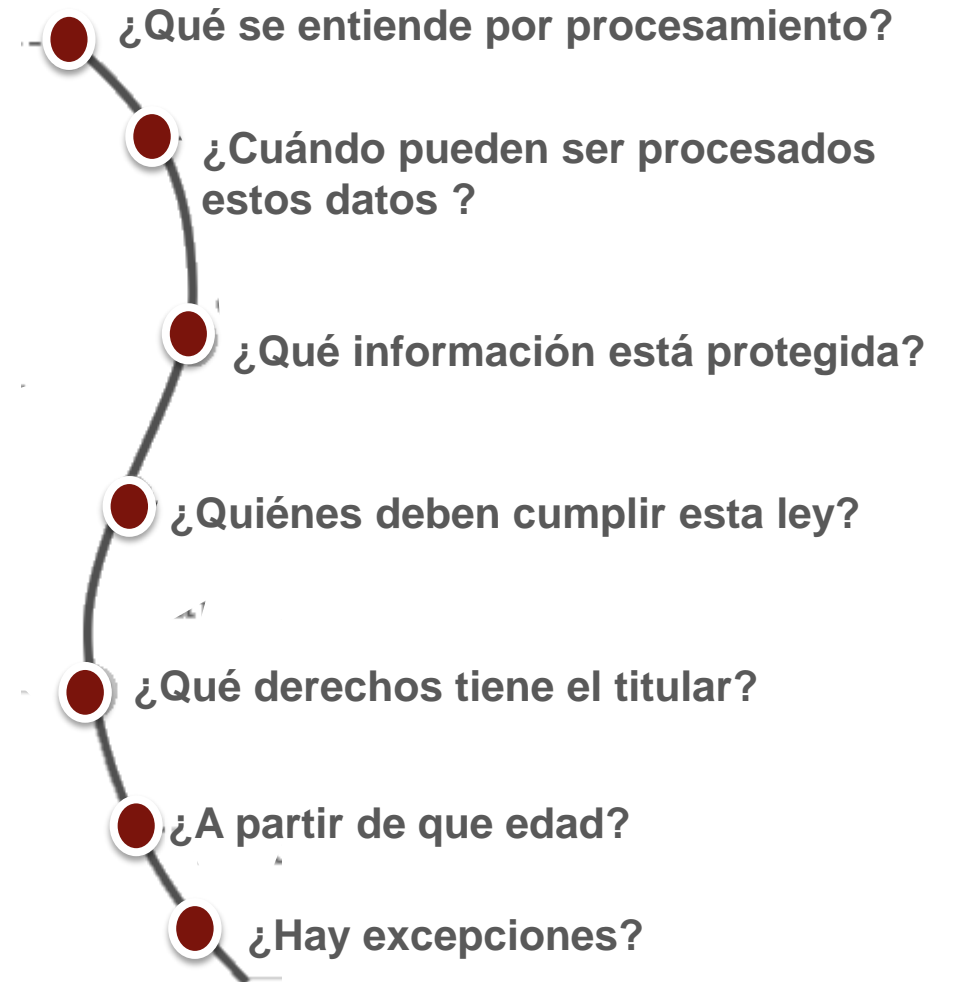 ¿Qué se entiende por procesamiento?
¿Cuándo pueden ser procesados
estos datos ?
¿Qué información está protegida?
¿Quiénes deben cumplir esta ley?
¿Qué derechos tiene el titular?
¿A partir de que edad?
¿Hay excepciones?